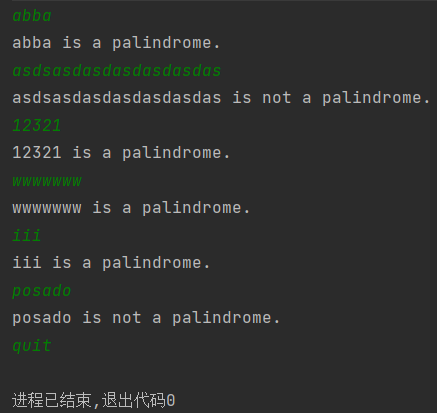 abba
abba is a palindrome.
asdsasdasdasdasdasdas
asdsasdasdasdasdasdas is not a palindrome.
12321
12321 is a palindrome.
wwwwwww
wwwwwww is a palindrome.
iii
iii is a palindrome.
posado
posado is not a palindrome.
quit
进程已结束,退出代码0